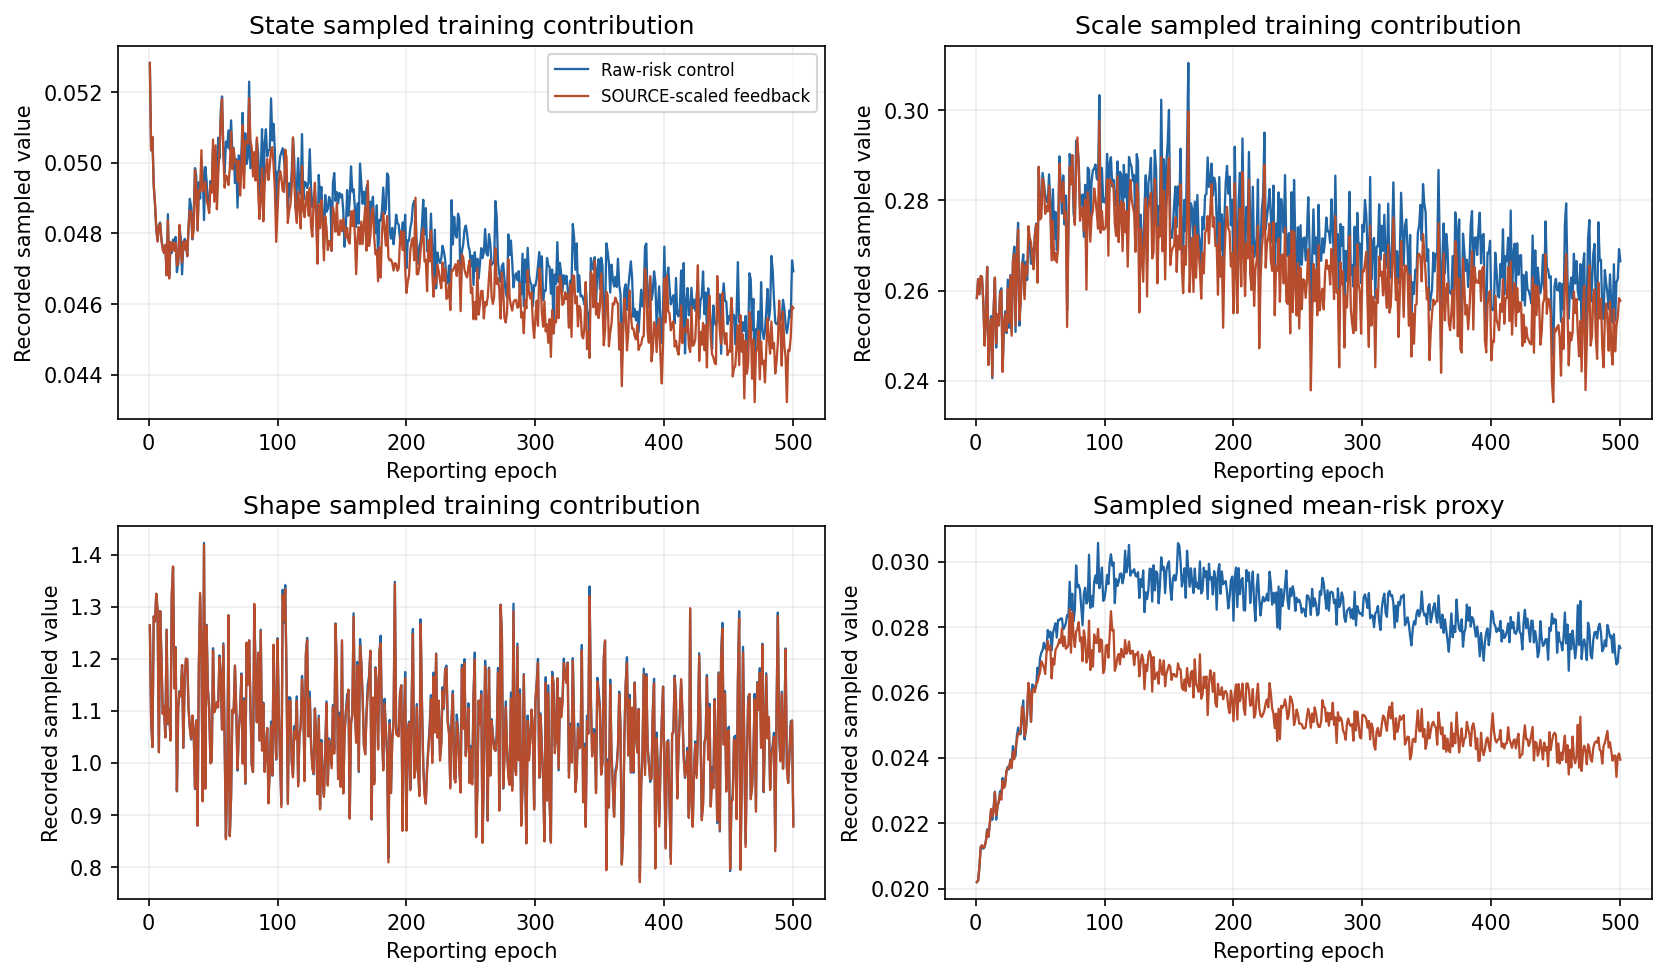 State sampled training contribution
Recorded sampled value
0.052
0.050
0.048
0.046
0.044
Raw-risk control
SOURCE-scaled feedback
0 100 200 300 400 500
Reporting epoch
Scale sampled training contribution
Recorded sampled value
0.30
0.28
0.26
0.24
0 100 200 300 400 500
Reporting epoch
Shape sampled training contribution
Recorded sampled value
1.4
1.3
1.2
1.1
1.0
0.9
0.8
0 100 200 300 400 500
Reporting epoch
Sampled signed mean-risk proxy
Recorded sampled value
0.030
0.028
0.026
0.024
0.022
0.020
0 100 200 300 400 500
Reporting epoch